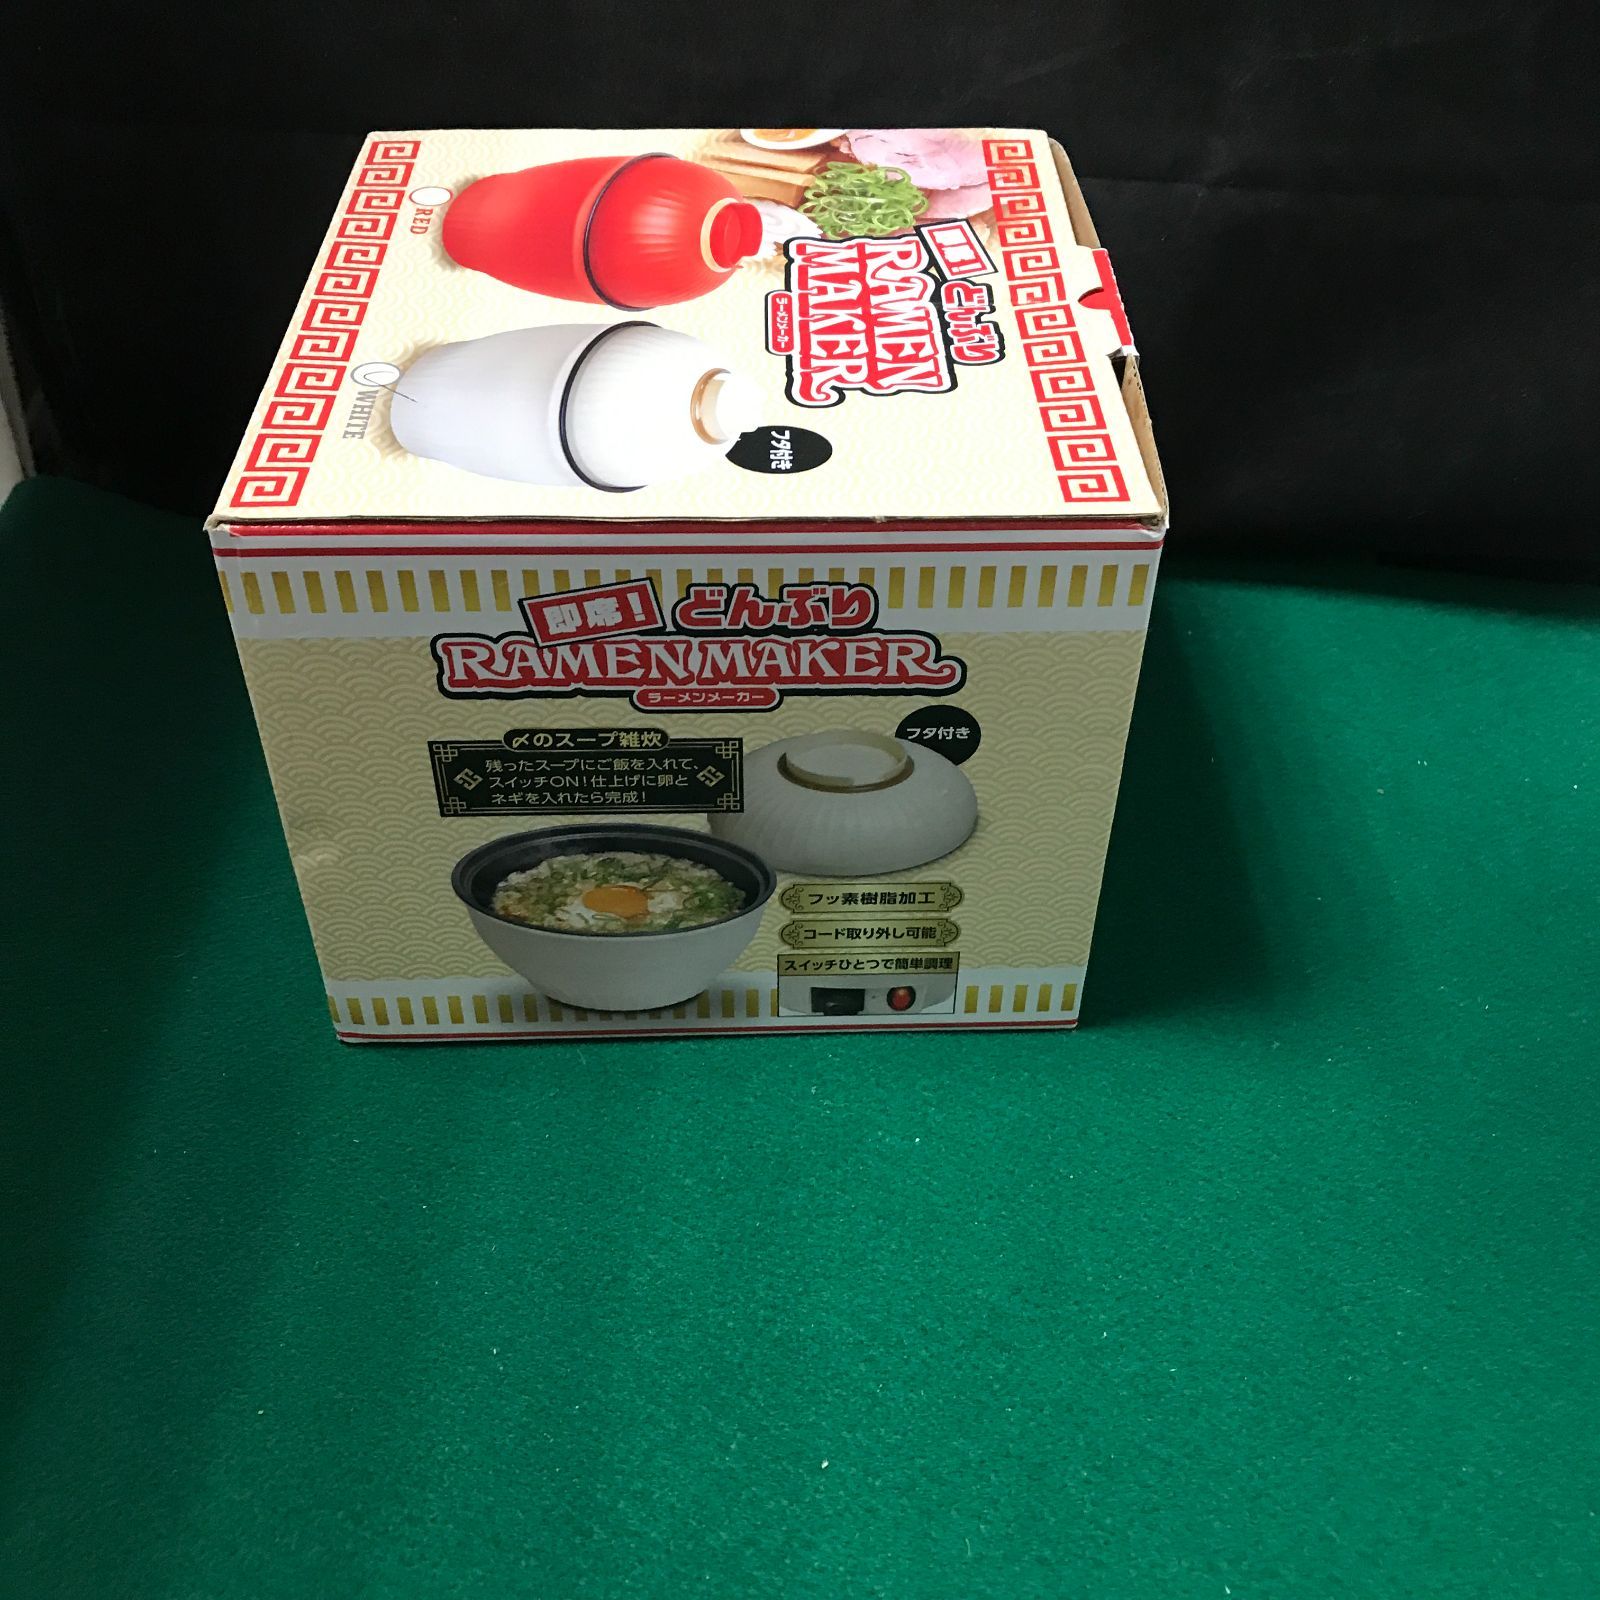 RED
WHITE
即席！
どんぶり
RAMEN
MAKER
ラーメンメーカー
フタ付き
即席！ どんぶり
RAMEN MAKER
ラーメンメーカー
フタ付き
〆のスープ雑炊
残ったスープにご飯を入れて、
スイッチON！仕上げに卵と
ネギを入れたら完成！
フッ素樹脂加工
コード取り外し可能
スイッチひとつで簡単調理